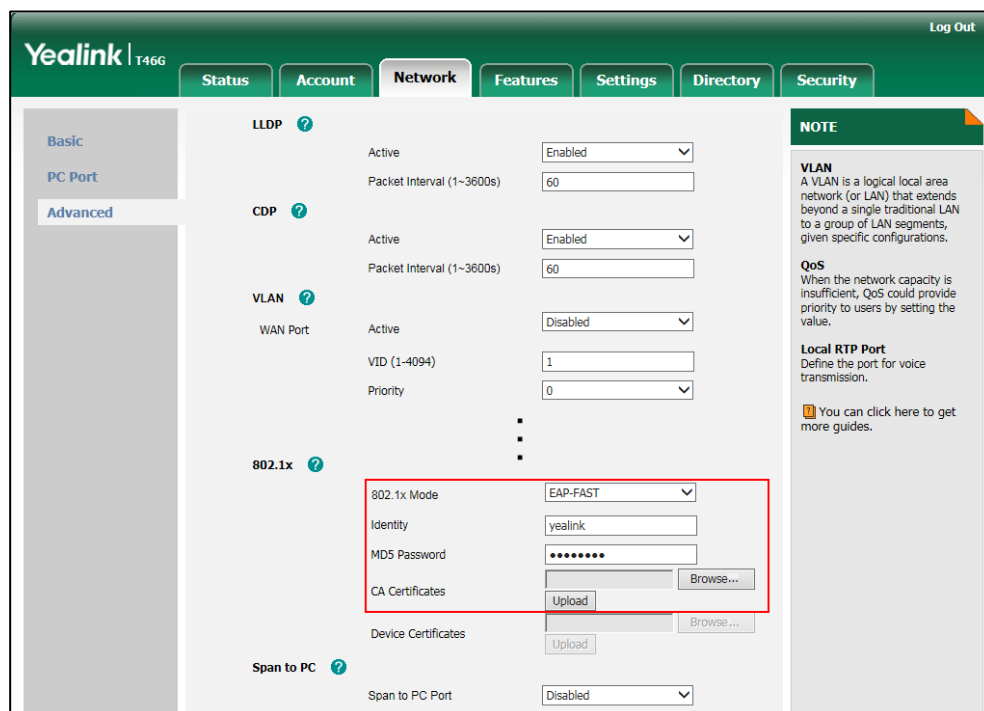 Log Out
Yealink T46G
Status Account Network Features Settings Directory Security
Basic
PC Port
Advanced
LLDP ?
Active Enabled
Packet Interval (1~3600s) 60
CDP ?
Active Enabled
Packet Interval (1~3600s) 60
VLAN ?
WAN Port Active Disabled
VID (1-4094) 1
Priority 0
802.1x ?
802.1x Mode EAP-FAST
Identity yealink
MD5 Password ••••••••
CA Certificates Browse...
Upload
Device Certificates Browse...
Upload
Span to PC ?
Span to PC Port Disabled
NOTE
VLAN
A VLAN is a logical local area
network (or LAN) that extends
beyond a single traditional LAN
to a group of LAN segments,
given specific configurations.
QoS
When the network capacity is
insufficient, QoS could provide
priority to users by setting the
value.
Local RTP Port
Define the port for voice
transmission.
? You can click here to get
more guides.